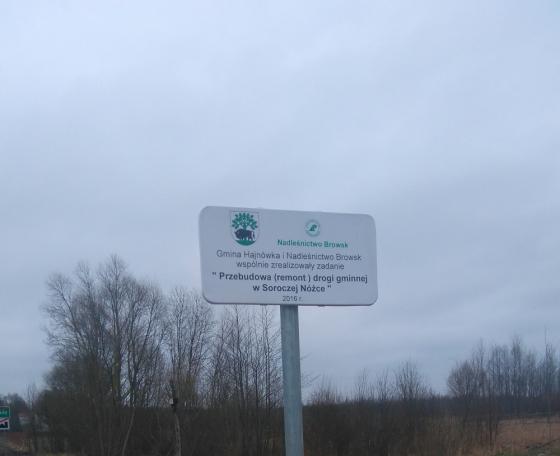 Nadleśnictwo Browsk
Gmina Hajnówka i Nadleśnictwo Browsk
wspólnie zrealizowały zadanie
" Przebudowa (remont ) drogi gminnej
w Soroczej Nóżce "
2016 r.